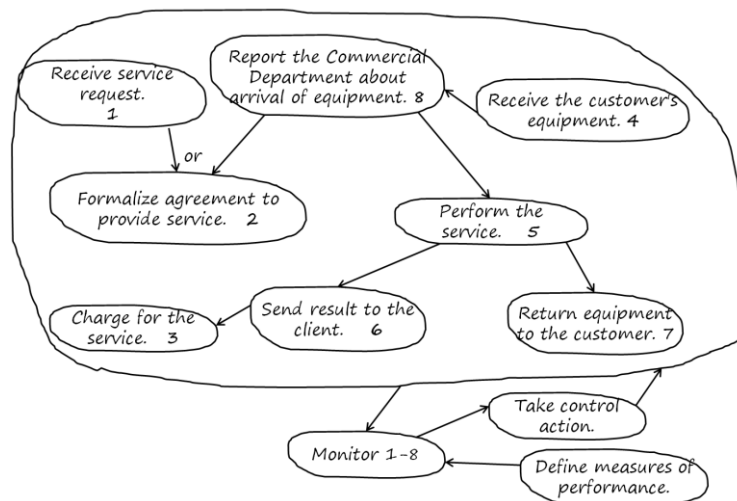 Receive service
request.
1
Report the Commercial
Department about
arrival of equipment. 8
Receive the customer's
equipment. 4
or
Formalize agreement to
provide service. 2
Perform the
service. 5
Charge for the
service. 3
Send result to the
client. 6
Return equipment
to the customer. 7
Take control
action.
Monitor 1-8
Define measures of
performance.